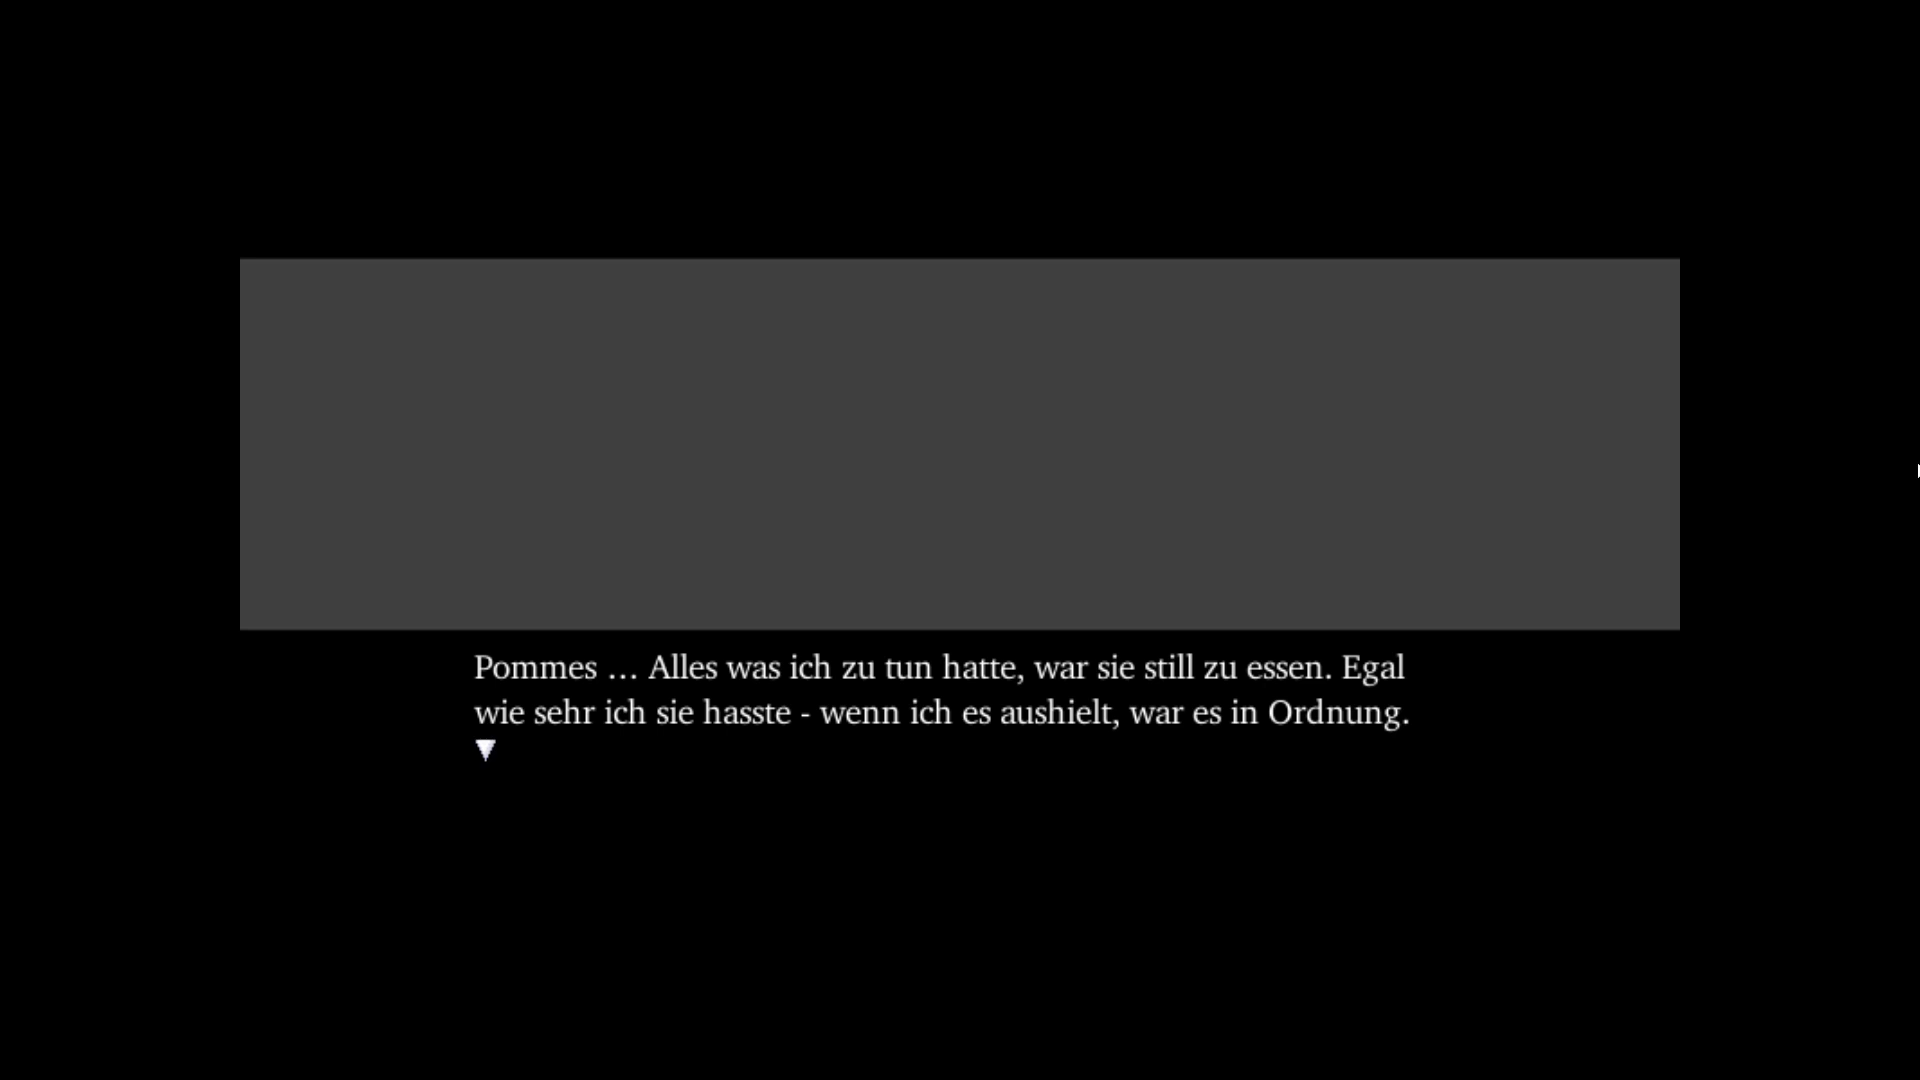 Pommes … Alles was ich zu tun hatte, war sie still zu essen. Egal
wie sehr ich sie hasste - wenn ich es aushielt, war es in Ordnung.